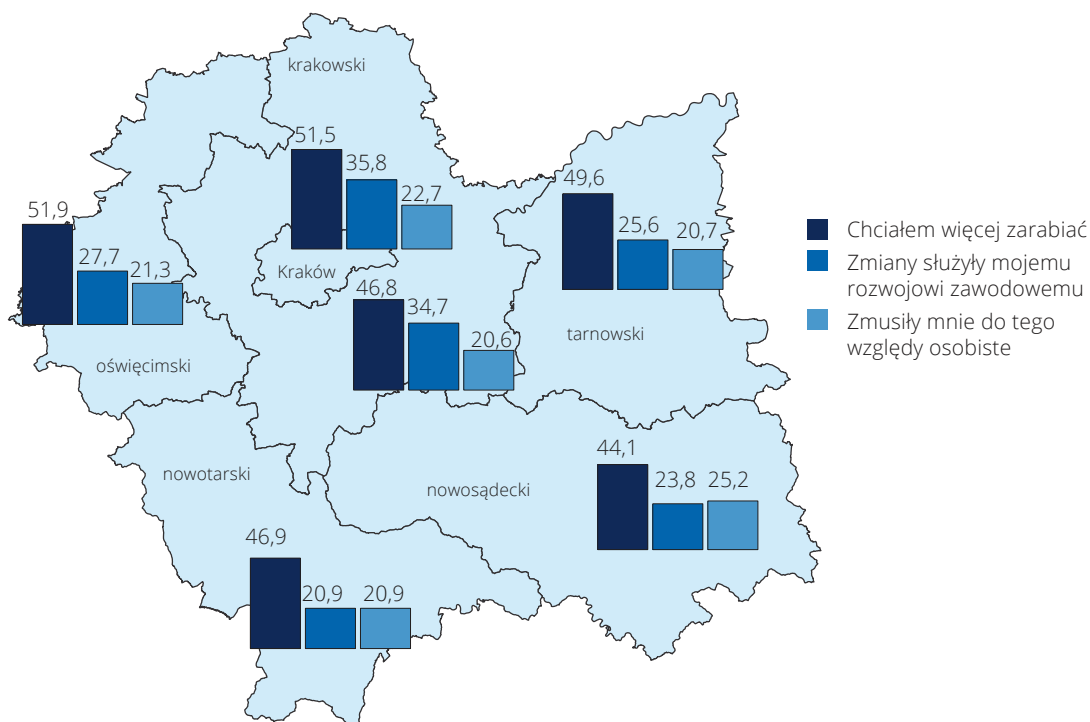 krakowski
51,5
35,8
22,7
49,6
25,6
20,7
51,9
27,7
21,3
Kraków
46,8
34,7
20,6
tarnowski
oświęcimski
nowotarski
nowosądecki
44,1
23,8
25,2
46,9
20,9
20,9
Chciałem więcej zarabiać
Zmiany służyły mojemu
rozwojowi zawodowemu
Zmusiły mnie do tego
względy osobiste